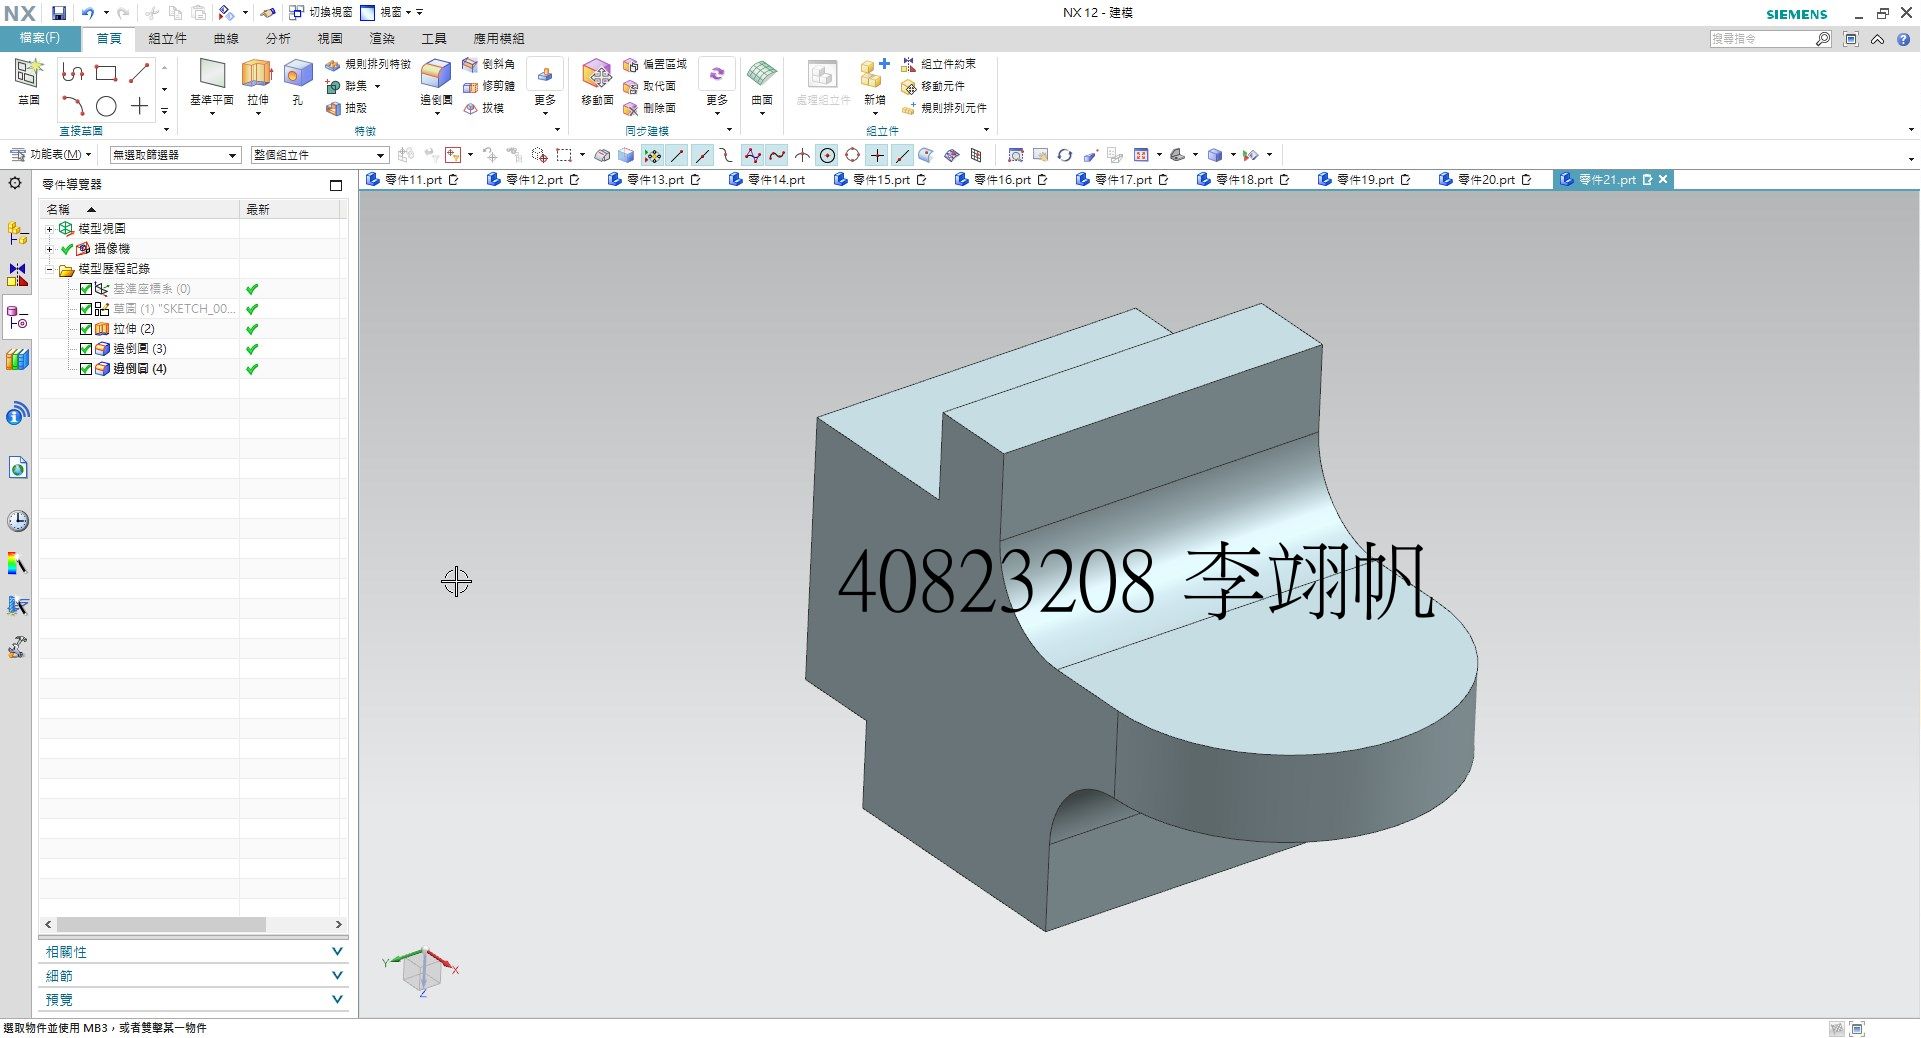 NX 切換視窗 視窗 NX 12 - 建模 SIEMENS
檔案(F) 首頁 組立件 曲線 分析 視圖 渲染 工具 應用模組 搜尋指令
草圖 基準平面 拉伸 孔 規則排列特徵 聯集 抽殼 邊倒圓 倒斜角 修剪體 拔模 更多 移動面 偏置區域 取代面 刪除面 更多 曲面 處理組立件 新增 組立件約束 移動元件 規則排列元件
直接草圖 特徵 同步建模 組立件
功能表(M) 無選取篩選器 整個組立件
零件導覽器 零件11.prt 零件12.prt 零件13.prt 零件14.prt 零件15.prt 零件16.prt 零件17.prt 零件18.prt 零件19.prt 零件20.prt 零件21.prt
名稱 最新
模型視圖
攝像機
模型歷程記錄
基準座標系 (0)
草圖 (1) "SKETCH_00...
拉伸 (2)
邊倒圓 (3)
邊倒圓 (4)
40823208 李翊帆
相關性
細節
預覽
Y X
Z
選取物件並使用 MB3，或者雙擊某一物件